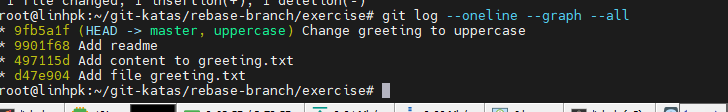 1 file changed, 1 insertion(+), 1 deletion(-)
root@linhpk:~/git-katas/rebase-branch/exercise# git log --oneline --graph --all
* 9fb5a1f (HEAD -> master, uppercase) Change greeting to uppercase
* 9901f68 Add readme
* 497115d Add content to greeting.txt
* d47e904 Add file greeting.txt
root@linhpk:~/git-katas/rebase-branch/exercise#